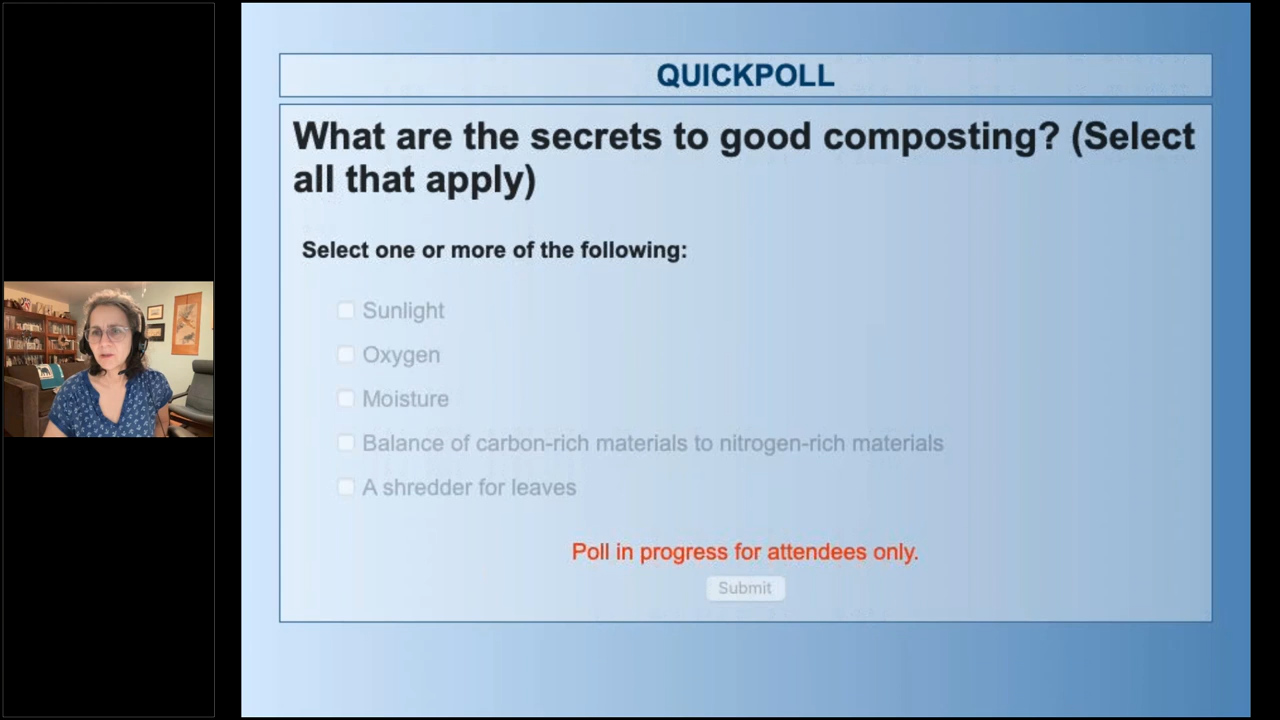 QUICKPOLL
What are the secrets to good composting? (Select
all that apply)
Select one or more of the following:
Sunlight
Oxygen
Moisture
Balance of carbon-rich materials to nitrogen-rich materials
A shredder for leaves
Poll in progress for attendees only.
Submit